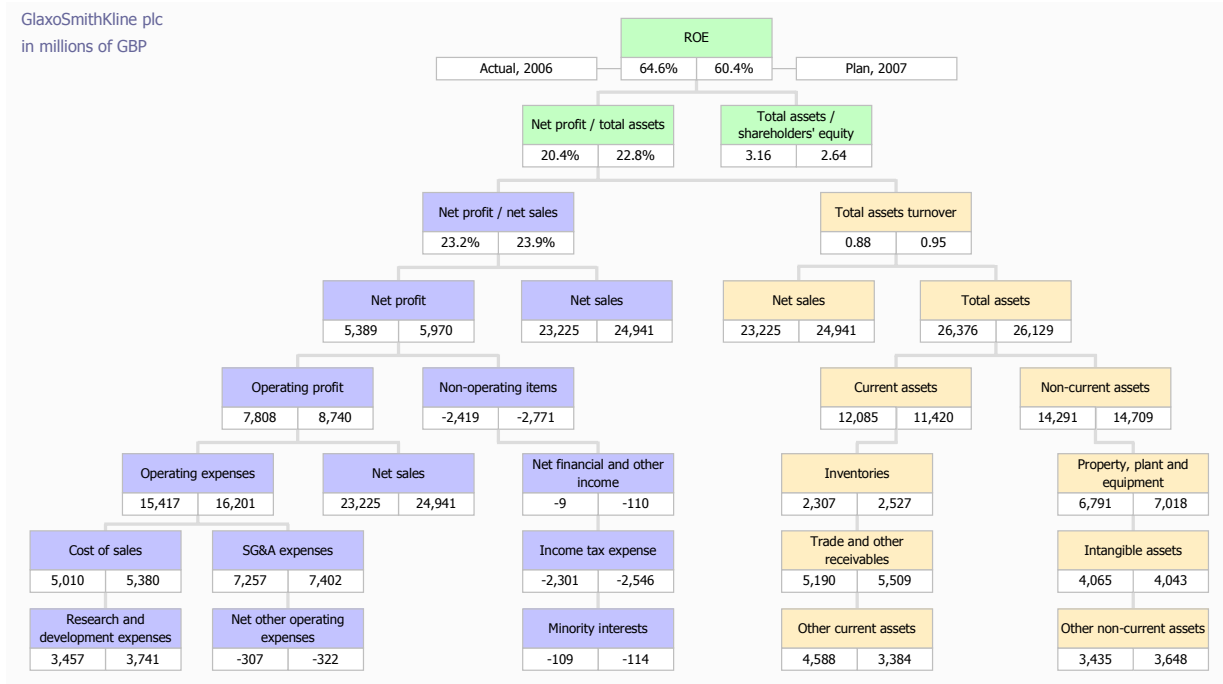 GlaxoSmithKline plc
in millions of GBP
ROE
Actual, 2006 64.6% 60.4% Plan, 2007
Net profit / total assets
20.4% 22.8%
Total assets /
shareholders' equity
3.16 2.64
Net profit / net sales
23.2% 23.9%
Total assets turnover
0.88 0.95
Net profit
5,389 5,970
Net sales
23,225 24,941
Net sales
23,225 24,941
Total assets
26,376 26,129
Operating profit
7,808 8,740
Non-operating items
-2,419 -2,771
Current assets
12,085 11,420
Non-current assets
14,291 14,709
Operating expenses
15,417 16,201
Net sales
23,225 24,941
Net financial and other
income
-9 -110
Inventories
2,307 2,527
Property, plant and
equipment
6,791 7,018
Cost of sales
5,010 5,380
SG&A expenses
7,257 7,402
Income tax expense
-2,301 -2,546
Trade and other
receivables
5,190 5,509
Intangible assets
4,065 4,043
Research and
development expenses
3,457 3,741
Net other operating
expenses
-307 -322
Minority interests
-109 -114
Other current assets
4,588 3,384
Other non-current assets
3,435 3,648